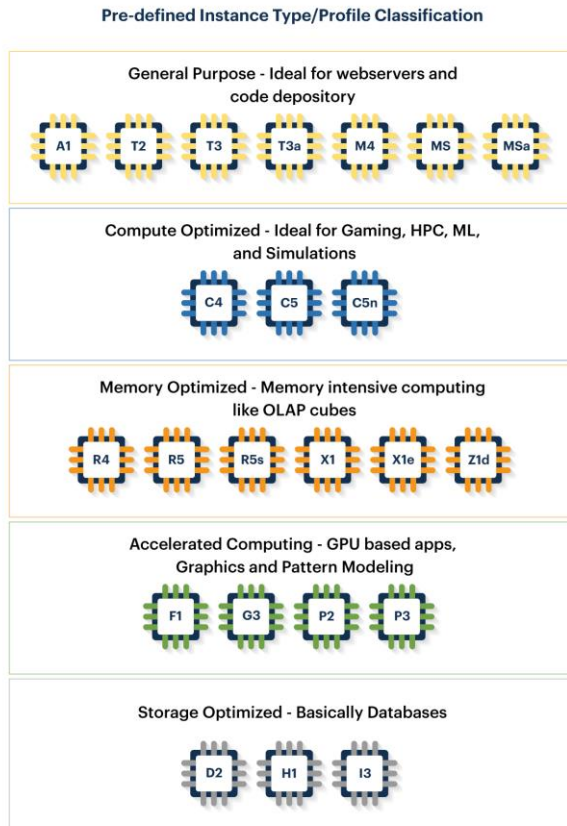 Pre-defined Instance Type/Profile Classification
General Purpose - Ideal for webservers and
code depository
A1 T2 T3 T3a M4 MS MSa
Compute Optimized - Ideal for Gaming, HPC, ML,
and Simulations
C4 C5 C5n
Memory Optimized - Memory intensive computing
like OLAP cubes
R4 R5 R5s X1 X1e Z1d
Accelerated Computing - GPU based apps,
Graphics and Pattern Modeling
F1 G3 P2 P3
Storage Optimized - Basically Databases
D2 H1 I3